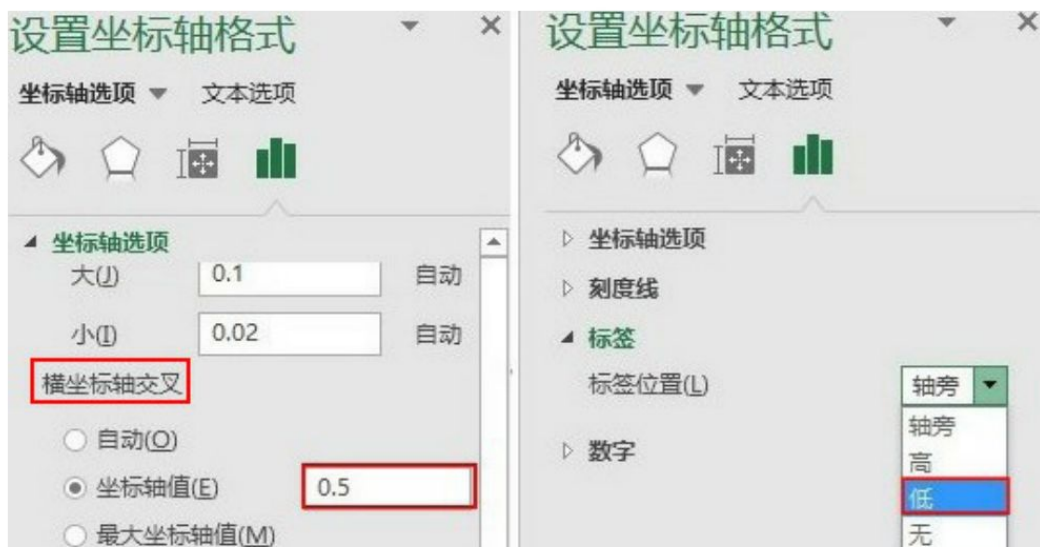 设置坐标轴格式
坐标轴选项 文本选项
坐标轴选项
大(J) 0.1 自动
小(I) 0.02 自动
横坐标轴交叉
自动(O)
坐标轴值(E) 0.5
最大坐标轴值(M)
设置坐标轴格式
坐标轴选项 文本选项
坐标轴选项
刻度线
标签
标签位置(L) 轴旁
轴旁
高
低
无
数字